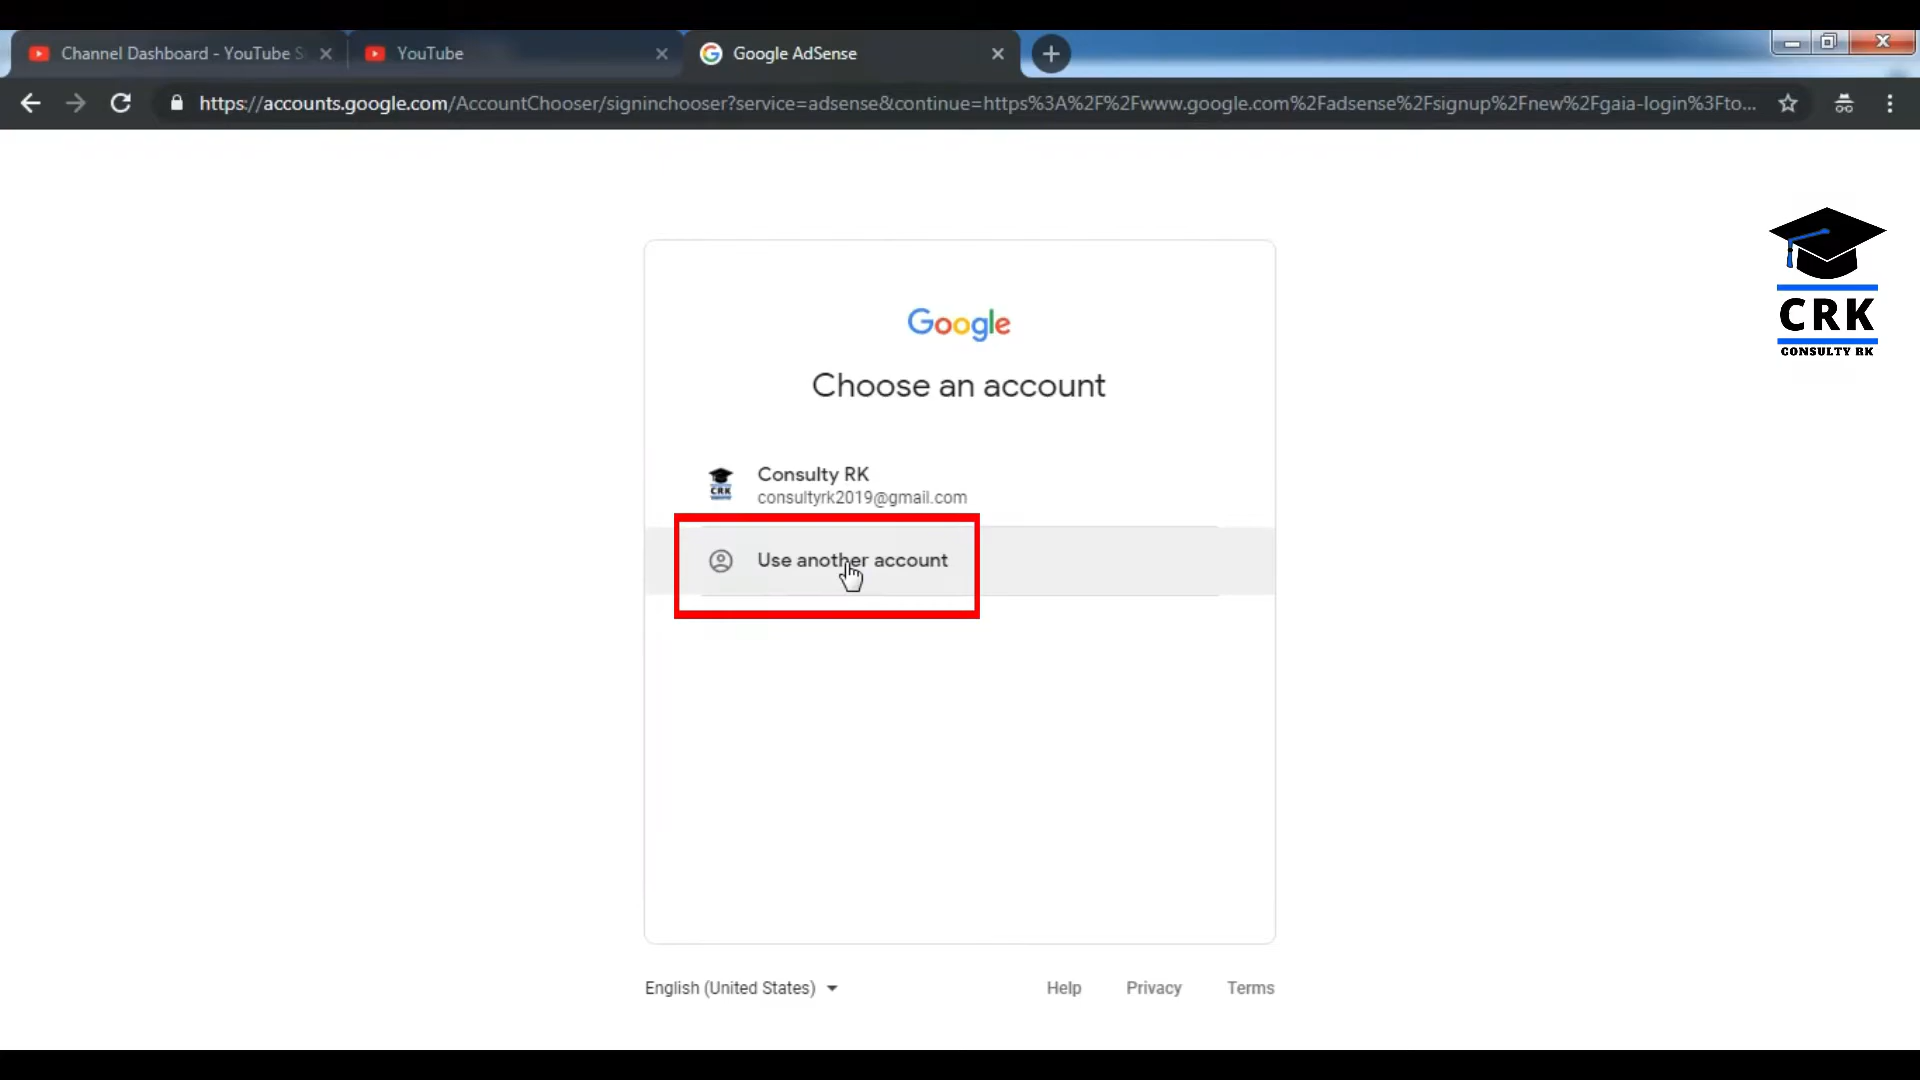 Channel Dashboard - YouTube S
YouTube
Google AdSense
https://accounts.google.com/AccountChooser/signinchooser?service=adsense&continue=https%3A%2F%2Fwww.google.com%2Fadsense%2Fsignup%2Fnew%2Fgaia-login%3Fto...
CRK
CONSULTY RK
Google
Choose an account
CRK
Consulty RK
consultyrk2019@gmail.com
Use another account
English (United States)
Help
Privacy
Terms